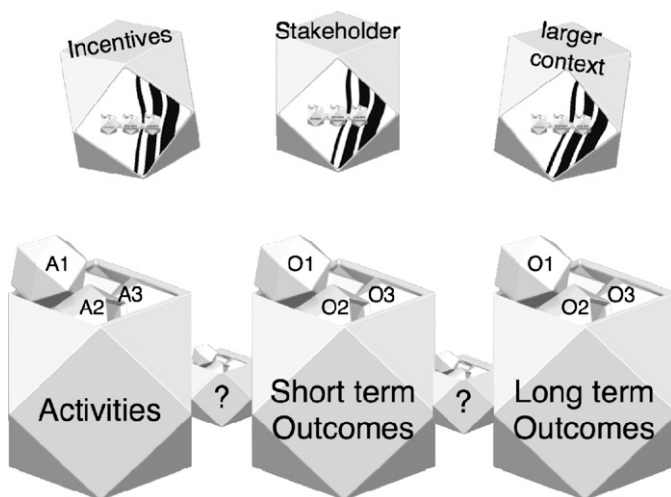 Incentives
Stakeholder
larger
context
A1
A2
A3
O1
O2
O3
O1
O2
O3
Activities
?
Short term
Outcomes
?
Long term
Outcomes